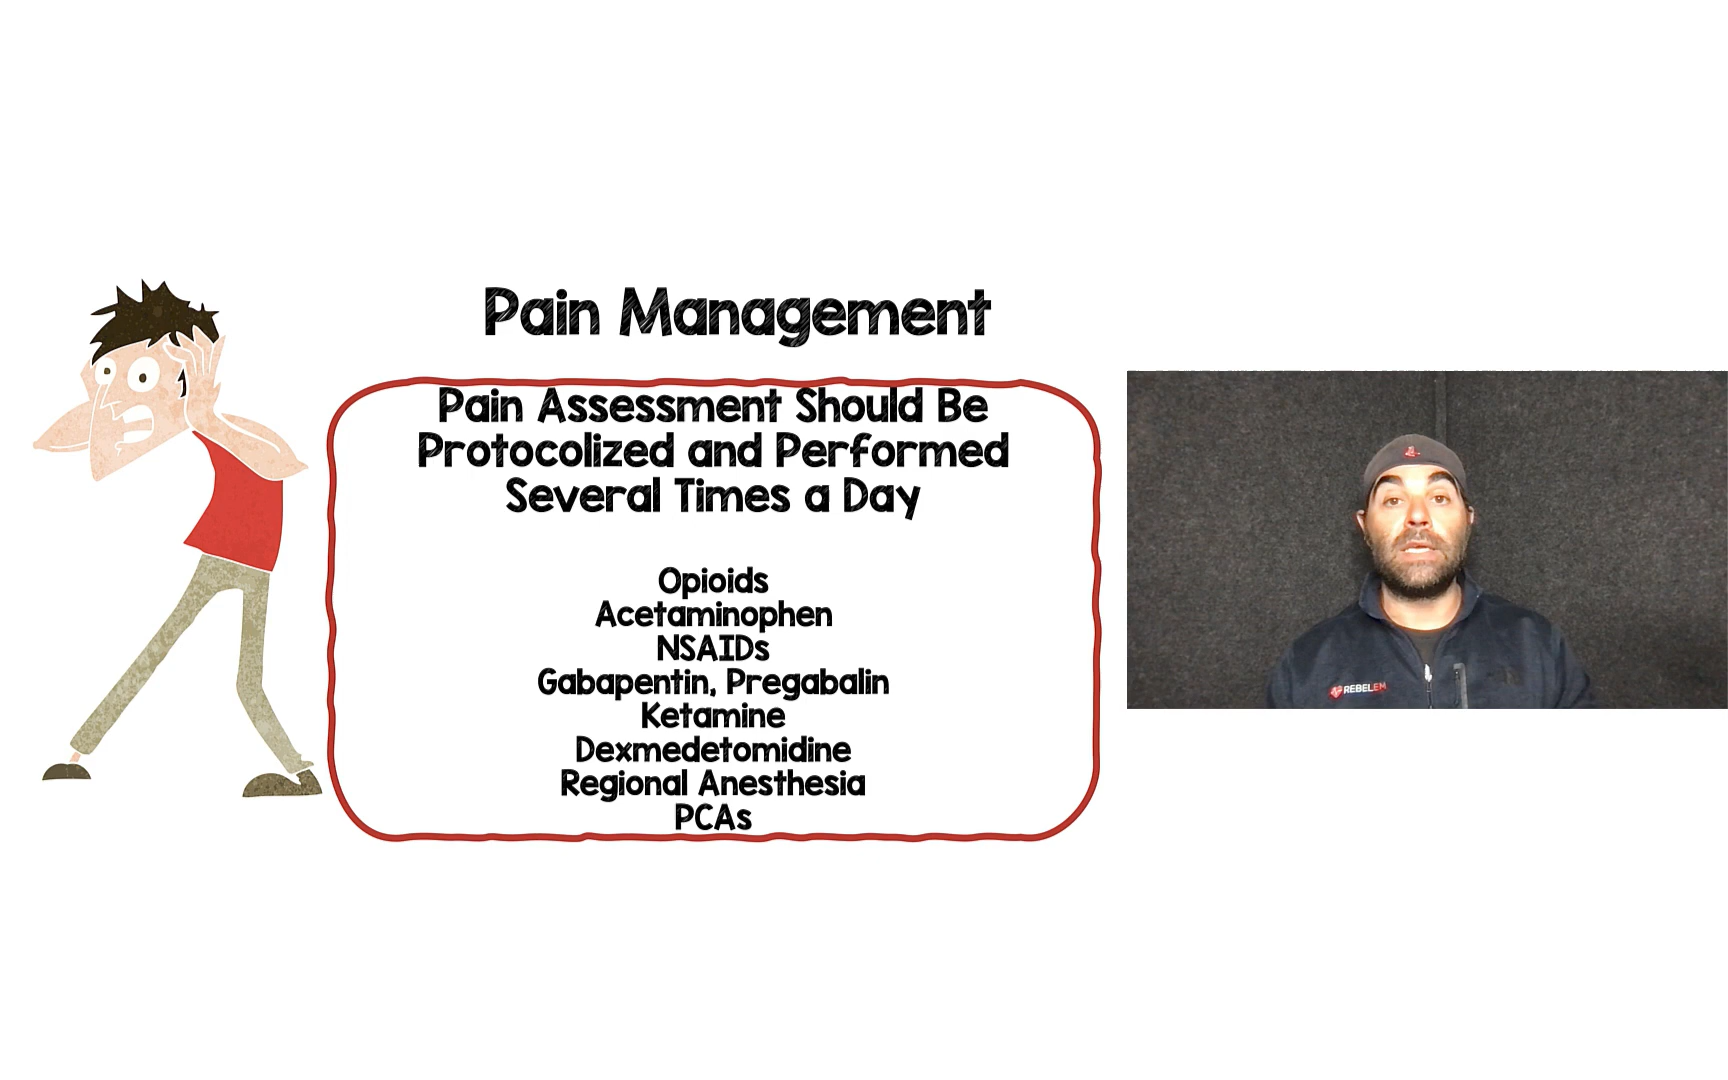 Pain Management
Pain Assessment Should Be
Protocolized and Performed
Several Times a Day
Opioids
Acetaminophen
NSAIDs
Gabapentin, Pregabalin
Ketamine
Dexmedetomidine
Regional Anesthesia
PCAs
REBELEM